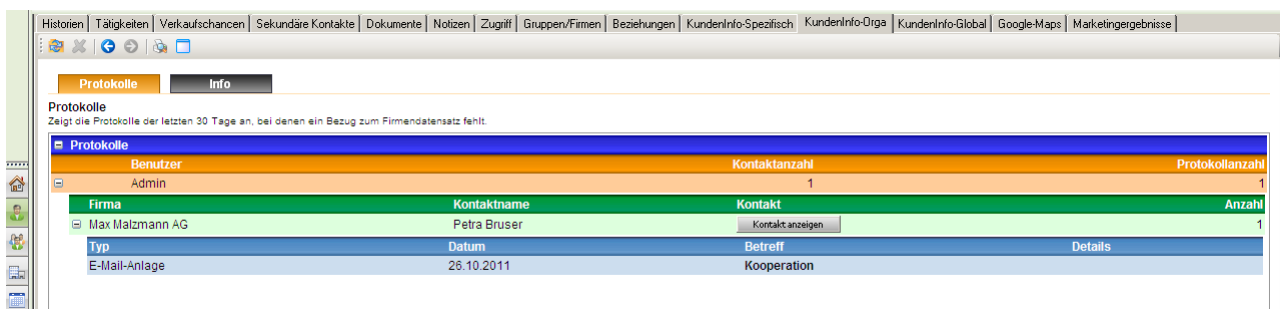 Historien Tätigkeiten Verkaufschancen Sekundäre Kontakte Dokumente Notizen Zugriff Gruppen/Firmen Beziehungen KundenInfo-Spezifisch KundenInfo-Orga KundenInfo-Global Google-Maps Marketingergebnisse
Protokolle Info
Protokolle
Zeigt die Protokolle der letzten 30 Tage an, bei denen ein Bezug zum Firmendatensatz fehlt.
Protokolle
Benutzer Kontaktanzahl Protokollanzahl
Admin 1 1
Firma Kontaktname Kontakt Anzahl
Max Malzmann AG Petra Bruser Kontakt anzeigen 1
Typ Datum Betreff Details
E-Mail-Anlage 26.10.2011 Kooperation